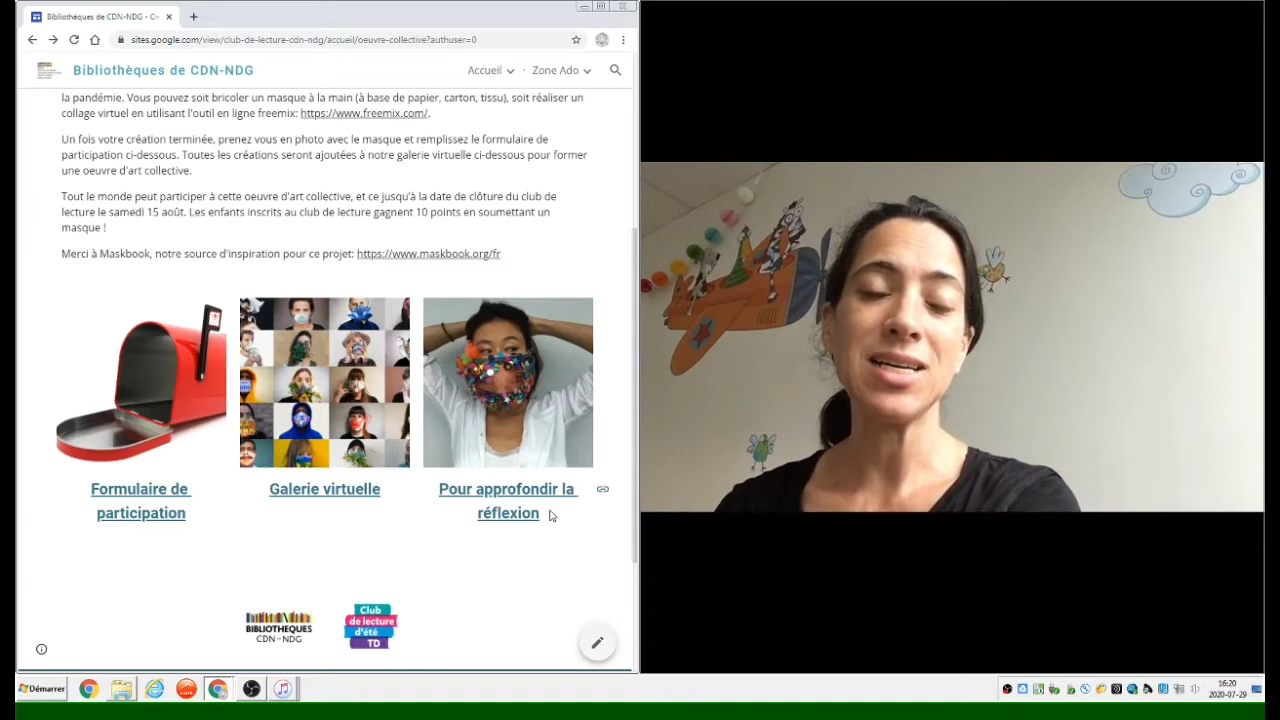 Bibliothèques de CDN-NDG - C
sites.google.com/view/club-de-lecture-cdn-ndg/accueil/oeuvre-collective?authuser=0
Bibliothèques de CDN-NDG
Accueil
Zone Ado
la pandémie. Vous pouvez soit bricoler un masque à la main (à base de papier, carton, tissu), soit réaliser un
collage virtuel en utilisant l'outil en ligne freemix: https://www.freemix.com/.
Un fois votre création terminée, prenez vous en photo avec le masque et remplissez le formulaire de
participation ci-dessous. Toutes les créations seront ajoutées à notre galerie virtuelle ci-dessous pour former
une oeuvre d'art collective.
Tout le monde peut participer à cette oeuvre d'art collective, et ce jusqu'à la date de clôture du club de
lecture le samedi 15 août. Les enfants inscrits au club de lecture gagnent 10 points en soumettant un
masque !
Merci à Maskbook, notre source d'inspiration pour ce projet: https://www.maskbook.org/fr
Formulaire de
participation
Galerie virtuelle
Pour approfondir la
réflexion
BIBLIOTHÈQUES
CDN–NDG
Club
de lecture
d'été
TD
Démarrer
16:20
2020-07-29